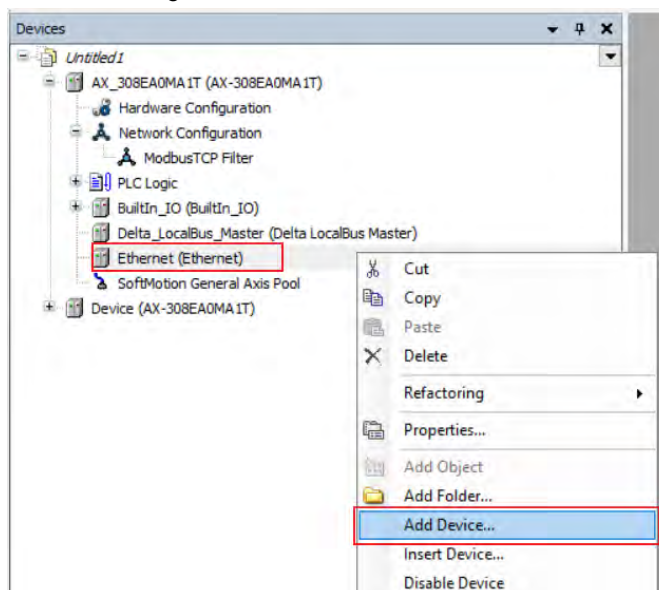 Devices
Untitled1
AX_308EA0MA1T (AX-308EA0MA1T)
Hardware Configuration
Network Configuration
ModbusTCP Filter
PLC Logic
BuiltIn_IO (BuiltIn_IO)
Delta_LocalBus_Master (Delta LocalBus Master)
Ethernet (Ethernet)
SoftMotion General Axis Pool
Device (AX-308EA0MA1T)
Cut
Copy
Paste
Delete
Refactoring
Properties...
Add Object
Add Folder...
Add Device...
Insert Device...
Disable Device